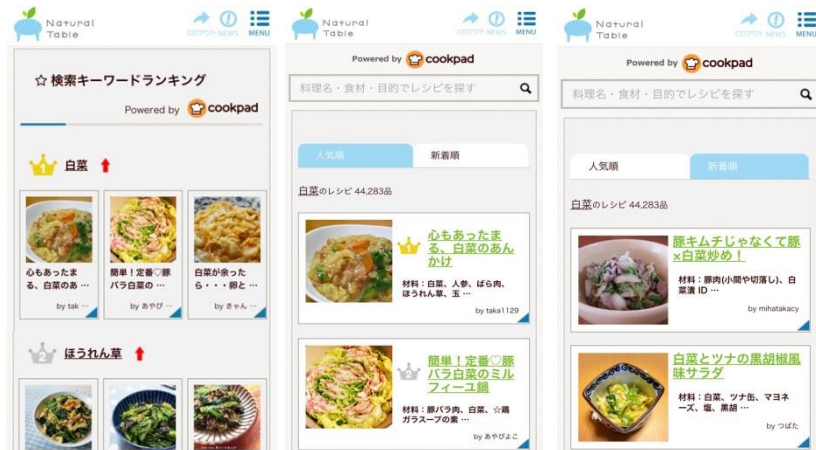 Natural
Table
ログアウト NEWS MENU
☆検索キーワードランキング
Powered by cookpad
1 白菜
心もあったま
る、白菜のあ …
by tak …
簡単！定番♡豚
バラ白菜の …
by あやぴ …
白菜が余った
ら・・・卵と …
by きゃん …
2 ほうれん草
Natural
Table
ログアウト NEWS MENU
Powered by cookpad
料理名・食材・目的でレシピを探す
人気順 新着順
白菜のレシピ 44,283品
1
心もあったま
る、白菜のあん
かけ
材料：白菜、人参、ばら肉、
ほうれん草、玉 …
by taka1129
2
簡単！定番♡豚
バラ白菜のミル
フィーユ鍋
材料：豚バラ肉、白菜、☆鶏
ガラスープの素 …
by あやぴよこ
Natural
Table
ログアウト NEWS MENU
Powered by cookpad
料理名・食材・目的でレシピを探す
人気順 新着順
白菜のレシピ 44,283品
豚キムチじゃなくて豚
×白菜炒め！
材料：豚肉(小間や切落し)、白
菜漬 ID …
by mihatakacy
白菜とツナの黒胡椒風
味サラダ
材料：白菜、ツナ缶、マヨネ
ーズ、塩、黒胡 …
by つばた